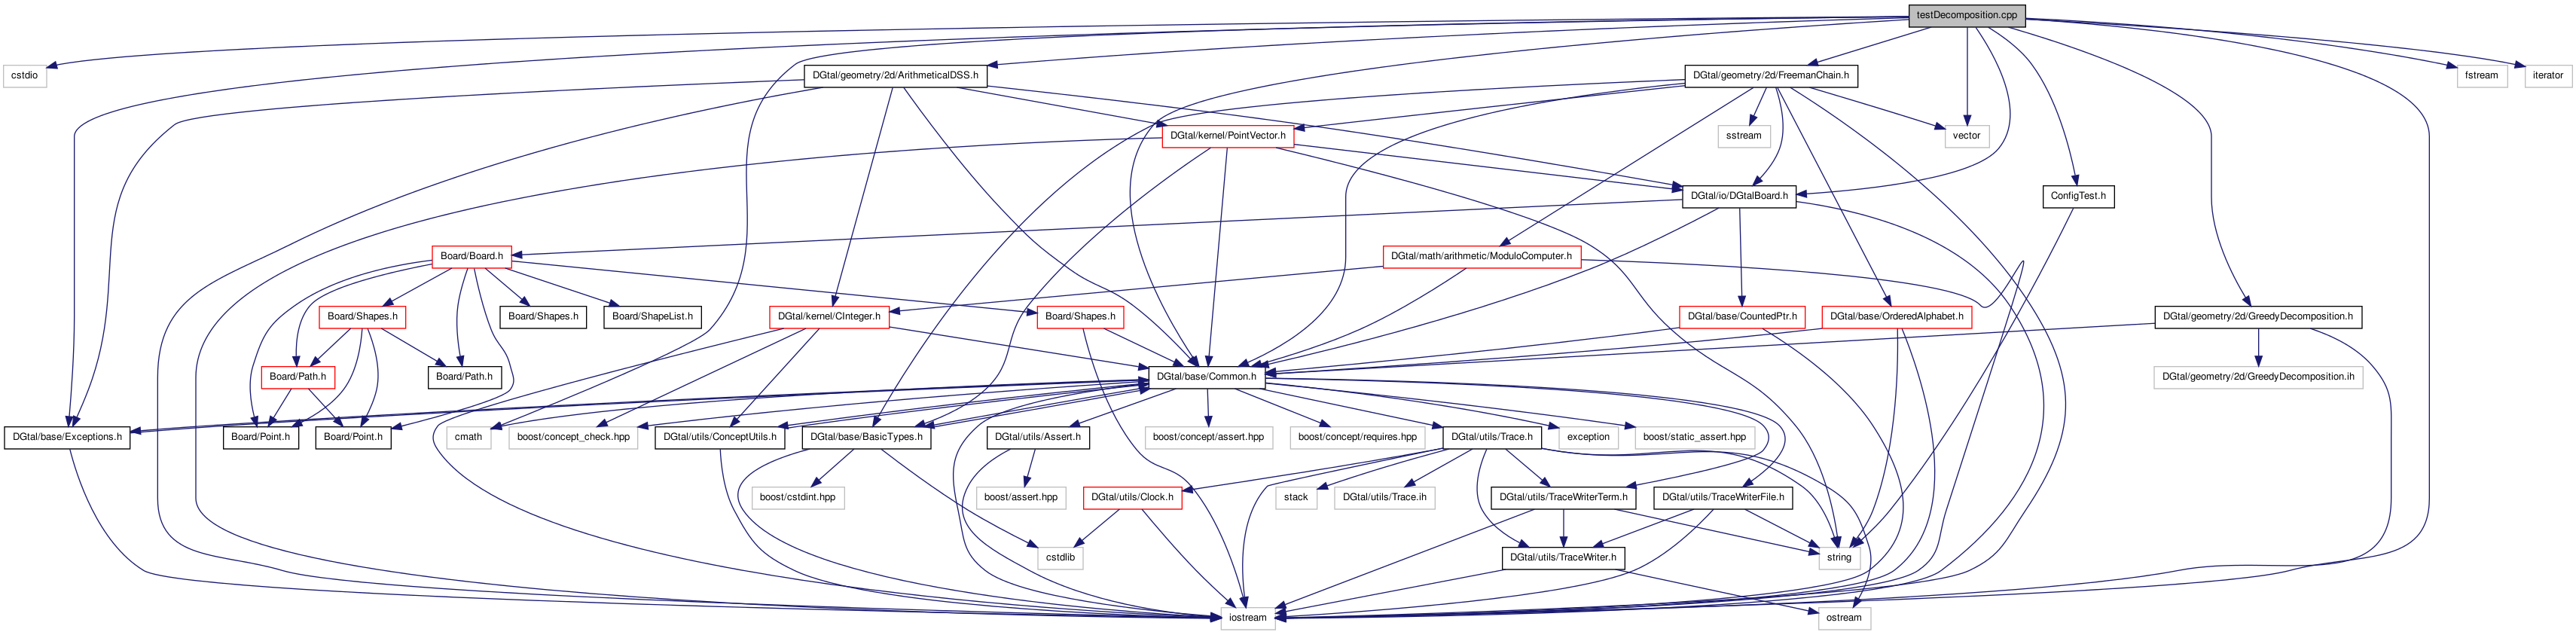 testDecomposition.cpp
cstdio
DGtal/geometry/2d/ArithmeticalDSS.h
DGtal/geometry/2d/FreemanChain.h
fstream
iterator
DGtal/kernel/PointVector.h
sstream
vector
DGtal/io/DGtalBoard.h
ConfigTest.h
Board/Board.h
DGtal/math/arithmetic/ModuloComputer.h
Board/Shapes.h
Board/Shapes.h
Board/ShapeList.h
DGtal/kernel/CInteger.h
Board/Shapes.h
DGtal/base/CountedPtr.h
DGtal/base/OrderedAlphabet.h
DGtal/geometry/2d/GreedyDecomposition.h
Board/Path.h
Board/Path.h
DGtal/base/Common.h
DGtal/geometry/2d/GreedyDecomposition.ih
DGtal/base/Exceptions.h
Board/Point.h
Board/Point.h
cmath
boost/concept_check.hpp
DGtal/utils/ConceptUtils.h
DGtal/base/BasicTypes.h
DGtal/utils/Assert.h
boost/concept/assert.hpp
boost/concept/requires.hpp
DGtal/utils/Trace.h
exception
boost/static_assert.hpp
boost/cstdint.hpp
boost/assert.hpp
DGtal/utils/Clock.h
stack
DGtal/utils/Trace.ih
DGtal/utils/TraceWriterTerm.h
DGtal/utils/TraceWriterFile.h
cstdlib
DGtal/utils/TraceWriter.h
string
iostream
ostream